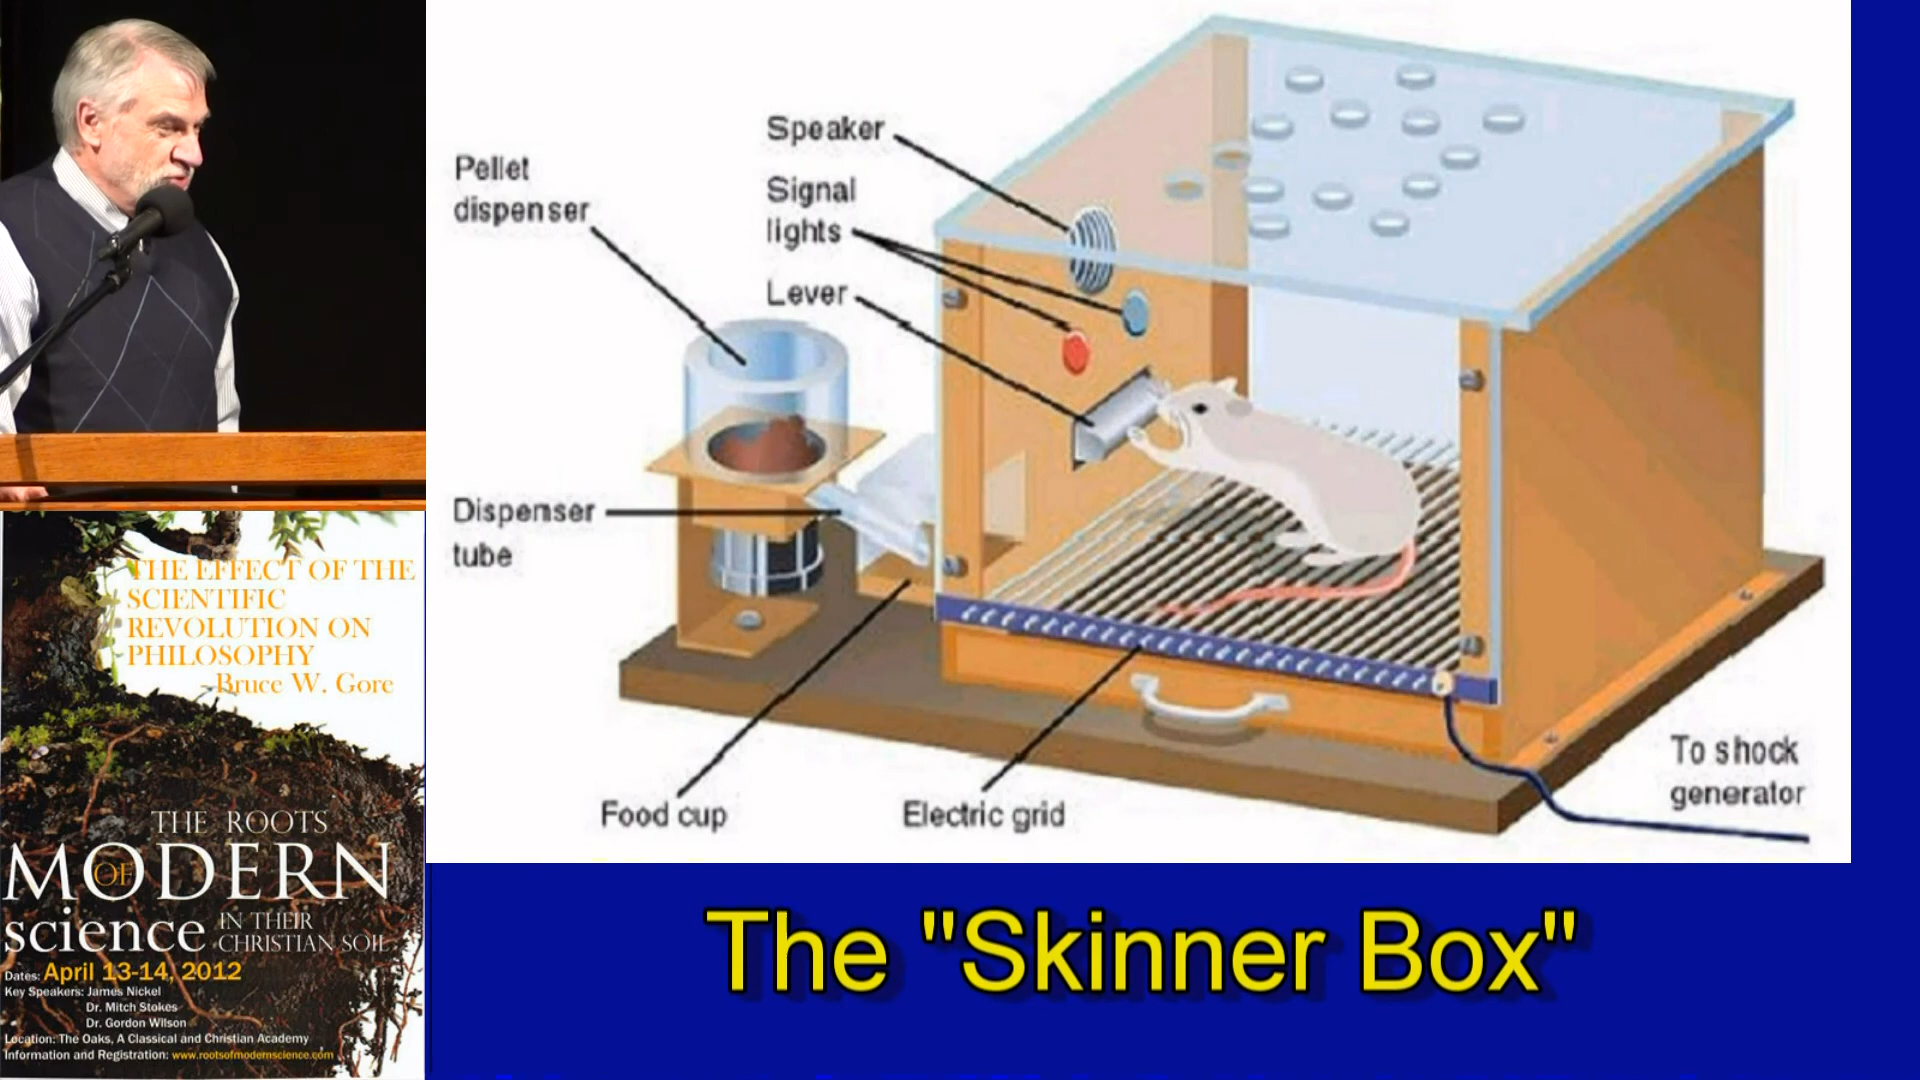 Speaker
Pellet
dispenser
Signal
lights
Lever
Dispenser
tube
Food cup
Electric grid
To shock
generator
The "Skinner Box"
THE EFFECT OF THE
SCIENTIFIC
REVOLUTION ON
PHILOSOPHY
-Bruce W. Gore
THE ROOTS
OF
MODERN
science IN THEIR
CHRISTIAN SOIL
Dates: April 13-14, 2012
Key Speakers: James Nickel
Dr. Mitch Stokes
Dr. Gordon Wilson
Location: The Oaks, A Classical and Christian Academy
Information and Registration: www.rootsofmodernscience.com